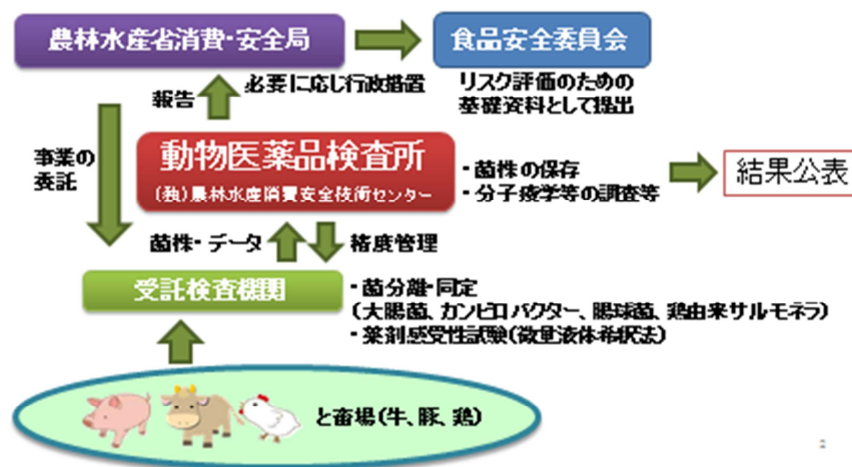 農林水産省消費・安全局
食品安全委員会
報告
必要に応じ行政措置
リスク評価のための
基礎資料として提出
事業の
委託
動物医薬品検査所
(独)農林水産消費安全技術センター
・菌株の保存
・分子疫学等の調査等
結果公表
菌株・データ
精度管理
受託検査機関
・菌分離・同定
(大腸菌、カンピロバクター、腸球菌、鶏由来サルモネラ)
・薬剤感受性試験(微量液体希釈法)
と畜場(牛、豚、鶏)
2